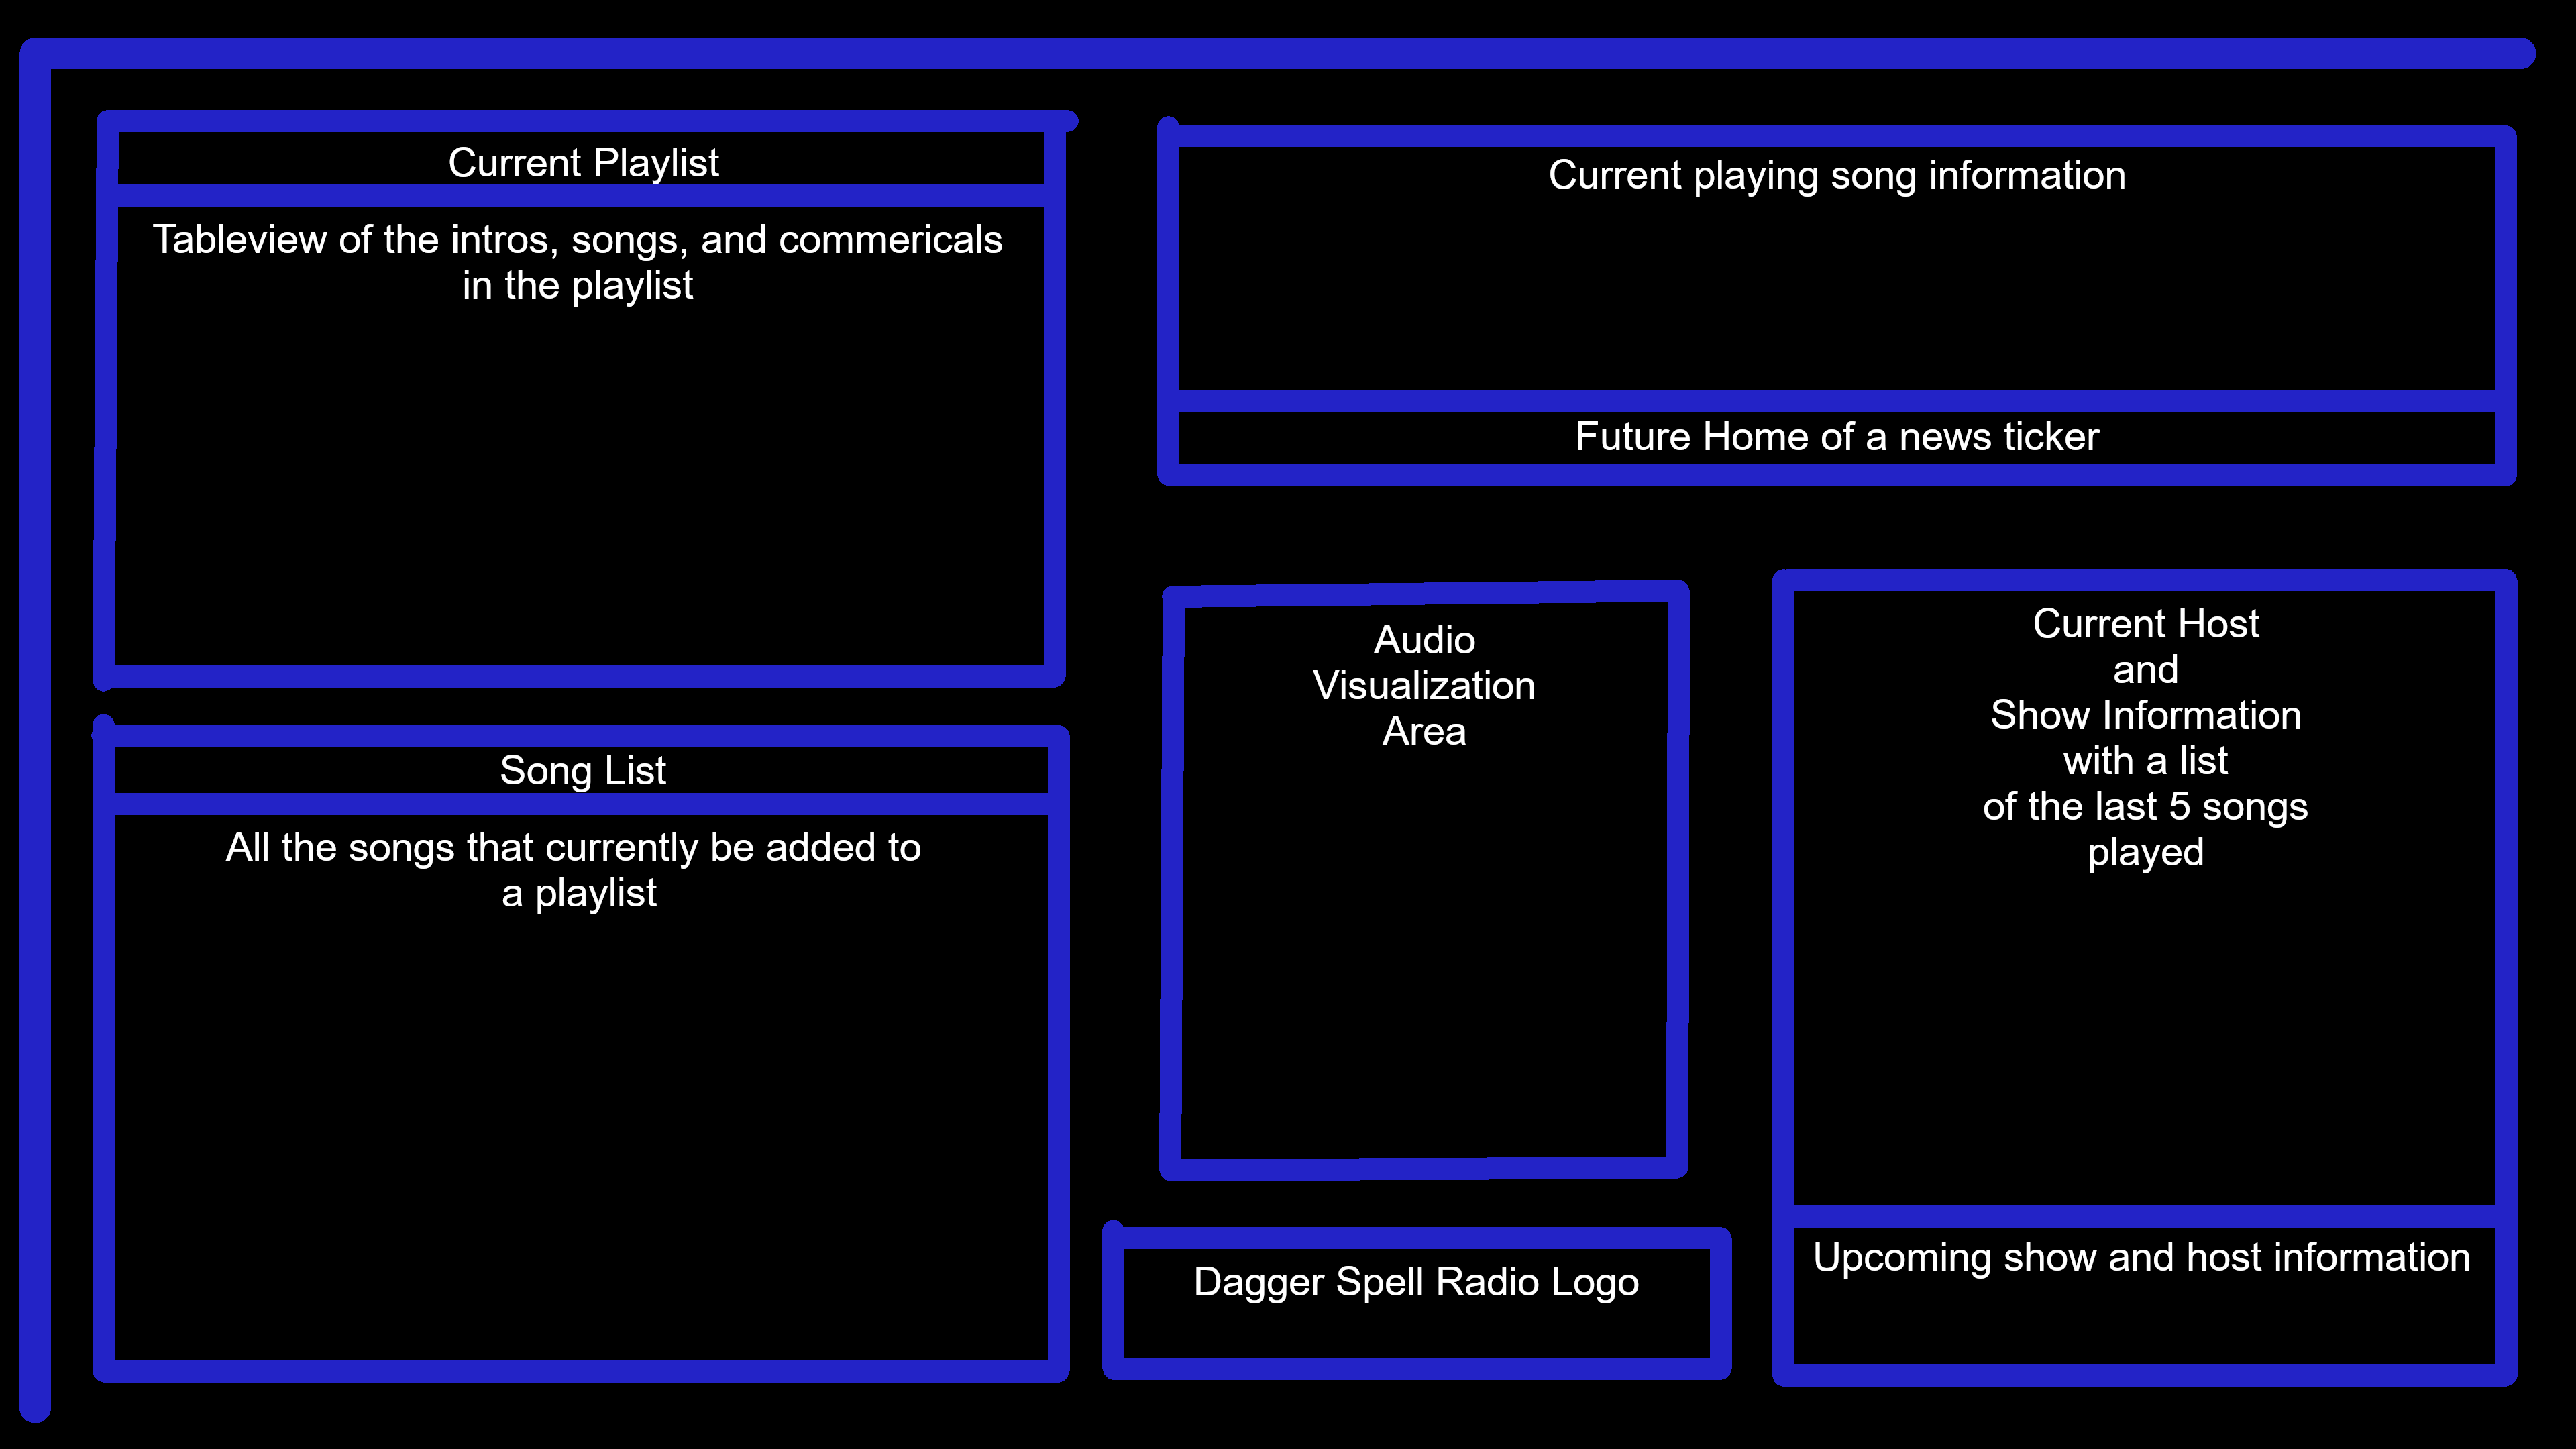 Current Playlist
Tableview of the intros, songs, and commericals
in the playlist
Current playing song information
Future Home of a news ticker
Song List
All the songs that currently be added to
a playlist
Audio
Visualization
Area
Dagger Spell Radio Logo
Current Host
and
Show Information
with a list
of the last 5 songs
played
Upcoming show and host information